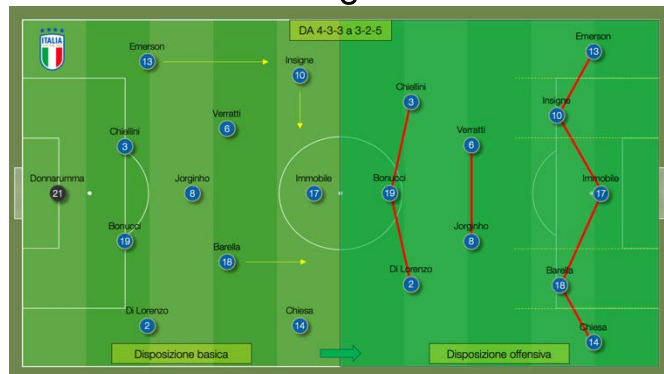 DA 4-3-3 a 3-2-5
ITALIA
Emerson
13
Insigne
10
Verratti
6
Chiellini
3
Donnarumma
21
Jorginho
8
Immobile
17
Bonucci
19
Barella
18
Di Lorenzo
2
Chiesa
14
Disposizione basica
Emerson
13
Chiellini
3
Insigne
10
Verratti
6
Bonucci
19
Immobile
17
Jorginho
8
Di Lorenzo
2
Barella
18
Chiesa
14
Disposizione offensiva